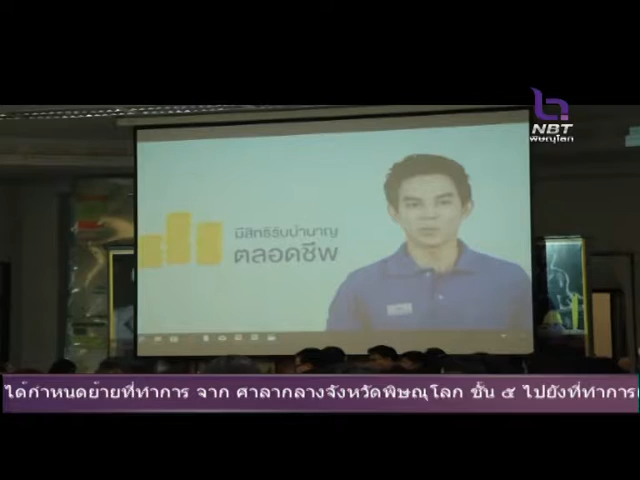 NBT
พิษณุโลก
มีสิทธิรับบำนาญ
ตลอดชีพ
ได้กำหนดย้ายที่ทำการ จาก ศาลากลางจังหวัดพิษณุโลก ชั้น ๕ ไปยังที่ทำการ